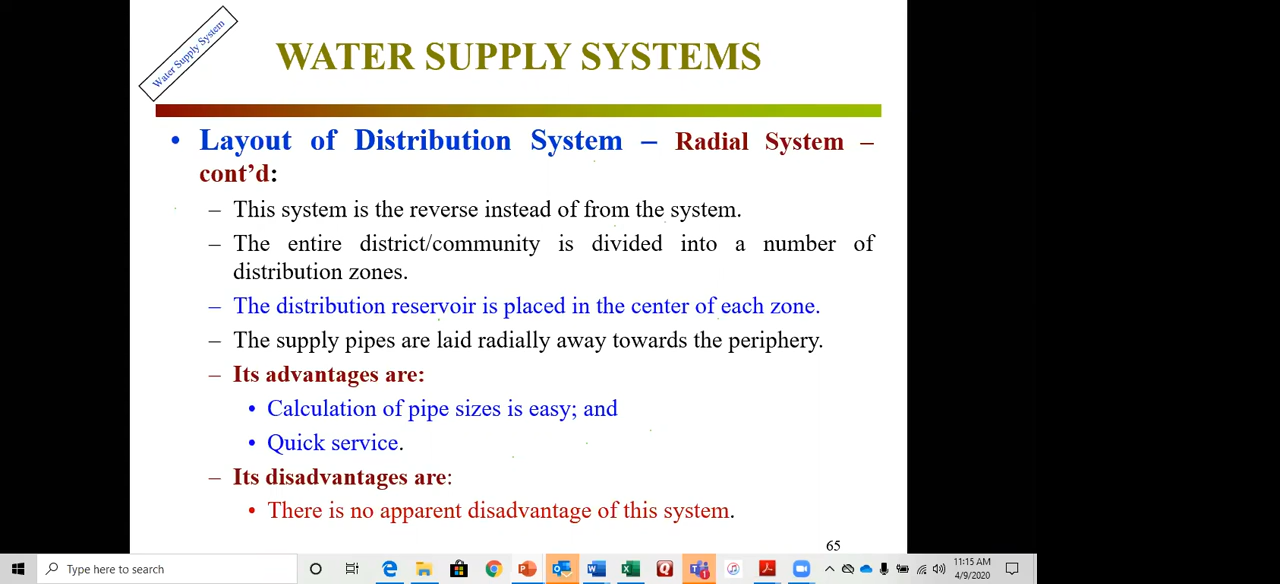 Water Supply System
WATER SUPPLY SYSTEMS
• Layout of Distribution System – Radial System –
cont'd:
– This system is the reverse instead of from the system.
– The entire district/community is divided into a number of
distribution zones.
– The distribution reservoir is placed in the center of each zone.
– The supply pipes are laid radially away towards the periphery.
– Its advantages are:
• Calculation of pipe sizes is easy; and
• Quick service.
– Its disadvantages are:
• There is no apparent disadvantage of this system.
65
Type here to search
11:15 AM
4/9/2020